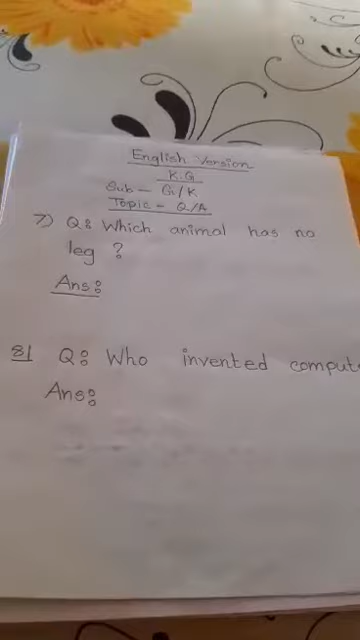 English Version
K.G
Sub - G/K
Topic - Q/A
7) Q: Which animal has no
leg ?
Ans:
8) Q: Who invented comput
Ans: